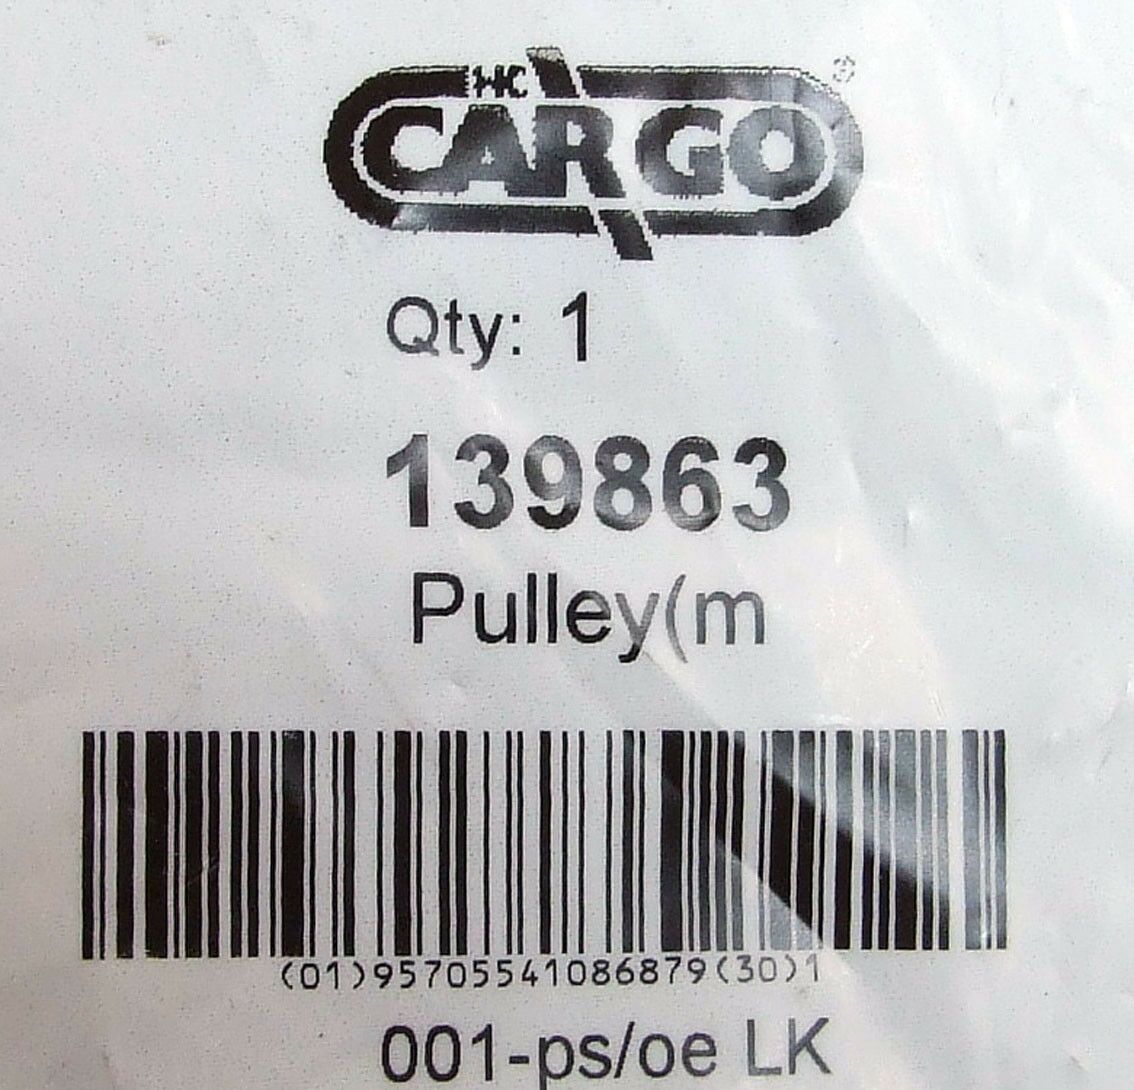 HC
CARGO ®
Qty: 1
139863
Pulley(m
(01)95705541086879(30)1
001-ps/oe LK